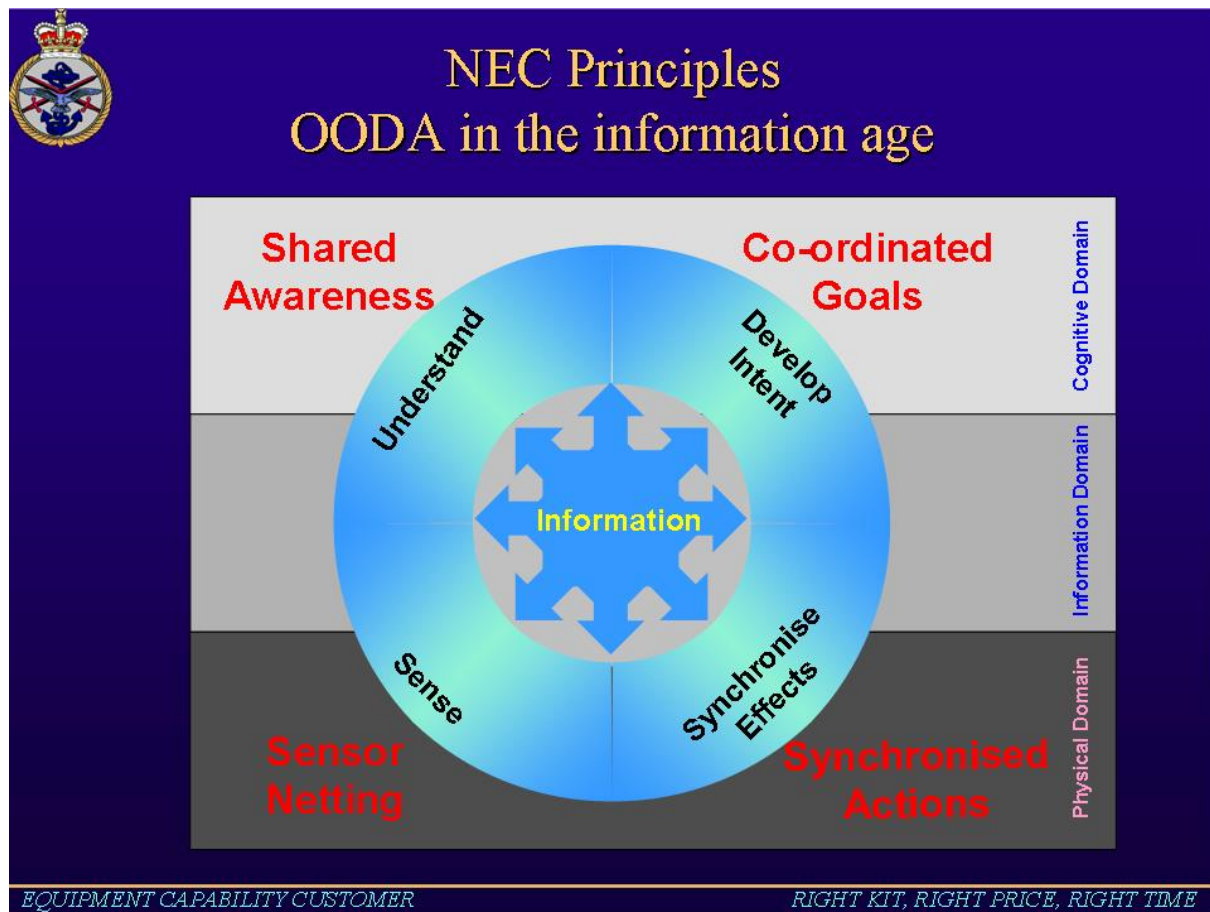 NEC Principles
OODA in the information age
Shared
Awareness
Co-ordinated
Goals
Cognitive Domain
Understand
Develop
Intent
Information
Information Domain
Sense
Synchronise
Effects
Sensor
Netting
Synchronised
Actions
Physical Domain
EQUIPMENT CAPABILITY CUSTOMER
RIGHT KIT, RIGHT PRICE, RIGHT TIME